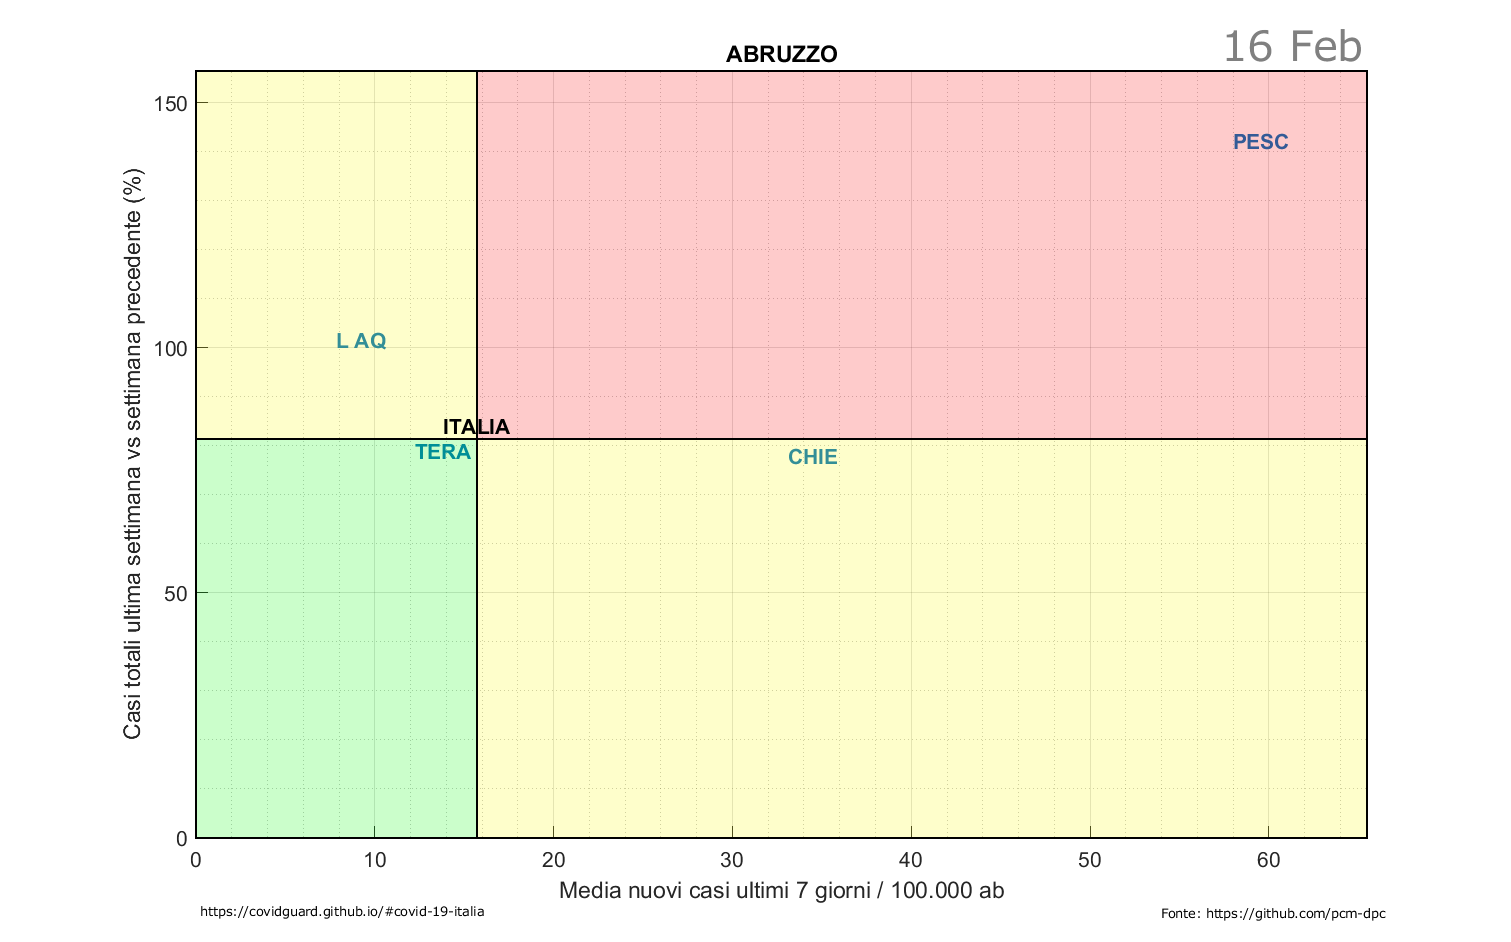 ABRUZZO
16 Feb
Casi totali ultima settimana vs settimana precedente (%)
150
100
50
0
PESC
L AQ
ITALIA
TERA
CHIE
0 10 20 30 40 50 60
Media nuovi casi ultimi 7 giorni / 100.000 ab
https://covidguard.github.io/#covid-19-italia
Fonte: https://github.com/pcm-dpc